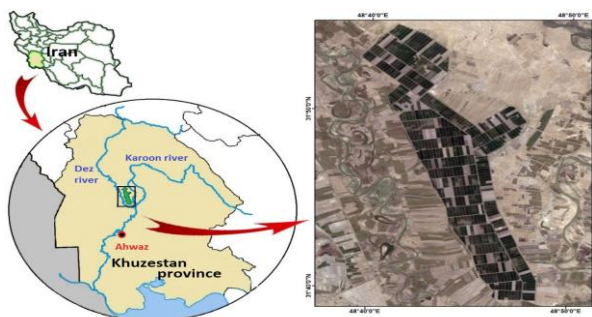 Iran
Karoon river
Dez
river
Ahwaz
Khuzestan
province
48°40'0"E
48°50'0"E
48°40'0"E
48°50'0"E